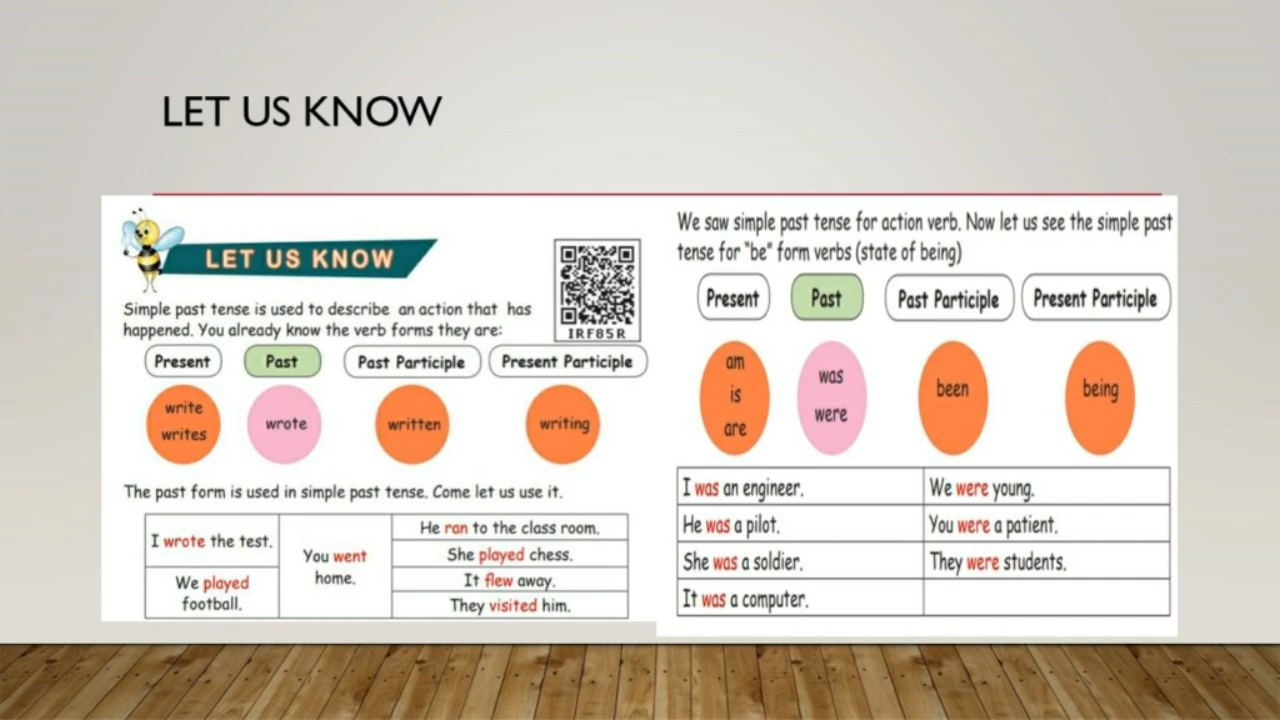 LET US KNOW
LET US KNOW
IRF85R
Simple past tense is used to describe an action that has
happened. You already know the verb forms they are:
Present Past Past Participle Present Participle
write
writes
wrote
written
writing
The past form is used in simple past tense. Come let us use it.
I wrote the test.
We played
football.
You went
home.
He ran to the class room.
She played chess.
It flew away.
They visited him.
We saw simple past tense for action verb. Now let us see the simple past
tense for "be" form verbs (state of being)
Present Past Past Participle Present Participle
am
is
are
was
were
been
being
I was an engineer. We were young.
He was a pilot. You were a patient.
She was a soldier. They were students.
It was a computer.